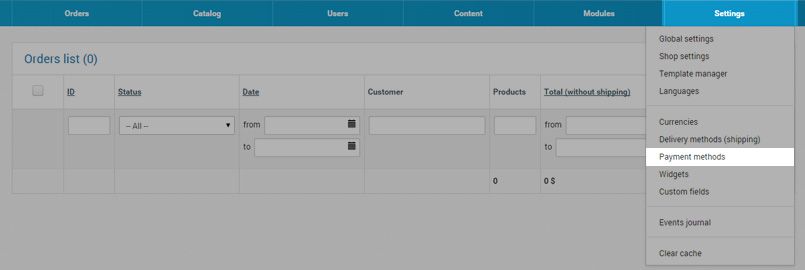 Orders Catalog Users Content Modules Settings
Orders list (0)
ID Status Date Customer Products Total (without shipping)
-- All -- from from
to to
0 0 $
Global settings
Shop settings
Template manager
Languages
Currencies
Delivery methods (shipping)
Payment methods
Widgets
Custom fields
Events journal
Clear cache